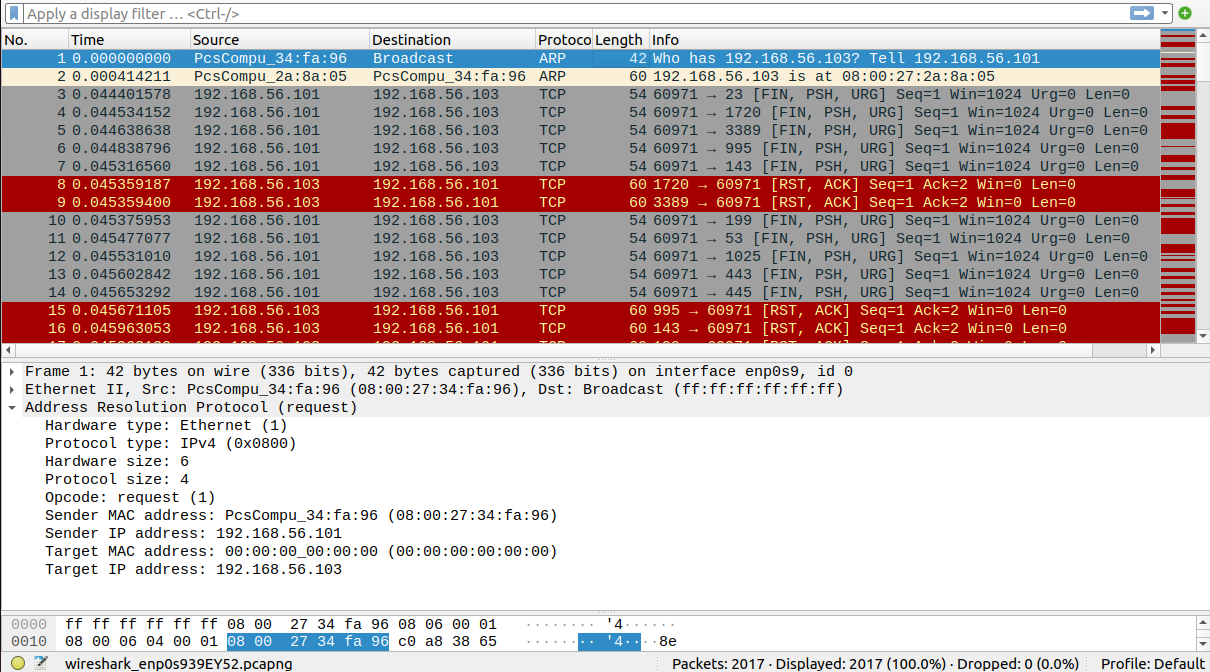 Apply a display filter … <Ctrl-/>
No. Time Source Destination Protoco Length Info
1 0.000000000 PcsCompu_34:fa:96 Broadcast ARP 42 Who has 192.168.56.103? Tell 192.168.56.101
2 0.000414211 PcsCompu_2a:8a:05 PcsCompu_34:fa:96 ARP 60 192.168.56.103 is at 08:00:27:2a:8a:05
3 0.044401578 192.168.56.101 192.168.56.103 TCP 54 60971 → 23 [FIN, PSH, URG] Seq=1 Win=1024 Urg=0 Len=0
4 0.044534152 192.168.56.101 192.168.56.103 TCP 54 60971 → 1720 [FIN, PSH, URG] Seq=1 Win=1024 Urg=0 Len=0
5 0.044638638 192.168.56.101 192.168.56.103 TCP 54 60971 → 3389 [FIN, PSH, URG] Seq=1 Win=1024 Urg=0 Len=0
6 0.044838796 192.168.56.101 192.168.56.103 TCP 54 60971 → 995 [FIN, PSH, URG] Seq=1 Win=1024 Urg=0 Len=0
7 0.045316560 192.168.56.101 192.168.56.103 TCP 54 60971 → 143 [FIN, PSH, URG] Seq=1 Win=1024 Urg=0 Len=0
8 0.045359187 192.168.56.103 192.168.56.101 TCP 60 1720 → 60971 [RST, ACK] Seq=1 Ack=2 Win=0 Len=0
9 0.045359400 192.168.56.103 192.168.56.101 TCP 60 3389 → 60971 [RST, ACK] Seq=1 Ack=2 Win=0 Len=0
10 0.045375953 192.168.56.101 192.168.56.103 TCP 54 60971 → 199 [FIN, PSH, URG] Seq=1 Win=1024 Urg=0 Len=0
11 0.045477077 192.168.56.101 192.168.56.103 TCP 54 60971 → 53 [FIN, PSH, URG] Seq=1 Win=1024 Urg=0 Len=0
12 0.045531010 192.168.56.101 192.168.56.103 TCP 54 60971 → 1025 [FIN, PSH, URG] Seq=1 Win=1024 Urg=0 Len=0
13 0.045602842 192.168.56.101 192.168.56.103 TCP 54 60971 → 443 [FIN, PSH, URG] Seq=1 Win=1024 Urg=0 Len=0
14 0.045653292 192.168.56.101 192.168.56.103 TCP 54 60971 → 445 [FIN, PSH, URG] Seq=1 Win=1024 Urg=0 Len=0
15 0.045671105 192.168.56.103 192.168.56.101 TCP 60 995 → 60971 [RST, ACK] Seq=1 Ack=2 Win=0 Len=0
16 0.045963053 192.168.56.103 192.168.56.101 TCP 60 143 → 60971 [RST, ACK] Seq=1 Ack=2 Win=0 Len=0
Frame 1: 42 bytes on wire (336 bits), 42 bytes captured (336 bits) on interface enp0s9, id 0
Ethernet II, Src: PcsCompu_34:fa:96 (08:00:27:34:fa:96), Dst: Broadcast (ff:ff:ff:ff:ff:ff)
Address Resolution Protocol (request)
Hardware type: Ethernet (1)
Protocol type: IPv4 (0x0800)
Hardware size: 6
Protocol size: 4
Opcode: request (1)
Sender MAC address: PcsCompu_34:fa:96 (08:00:27:34:fa:96)
Sender IP address: 192.168.56.101
Target MAC address: 00:00:00_00:00:00 (00:00:00:00:00:00)
Target IP address: 192.168.56.103
0000 ff ff ff ff ff ff 08 00 27 34 fa 96 08 06 00 01 ········ '4······
0010 08 00 06 04 00 01 08 00 27 34 fa 96 c0 a8 38 65 ········ '4····8e
wireshark_enp0s939EY52.pcapng Packets: 2017 · Displayed: 2017 (100.0%) · Dropped: 0 (0.0%) Profile: Default